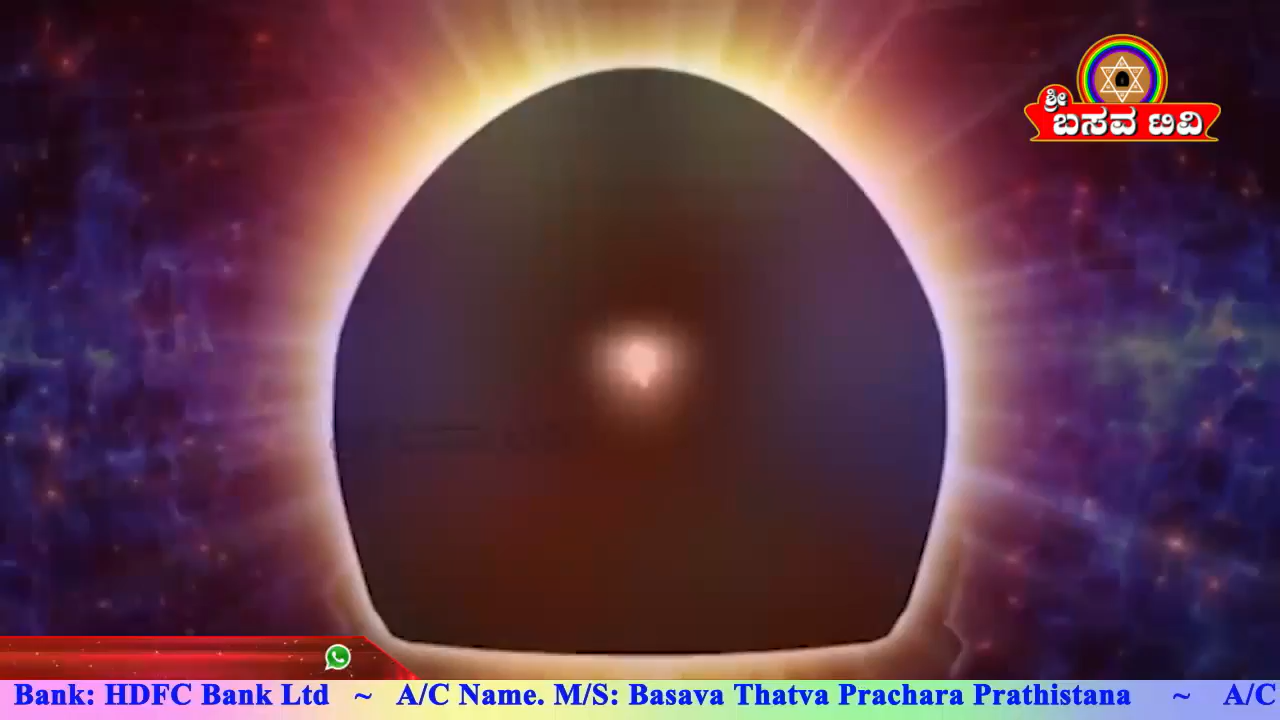 ಶ್ರೀ
ಬಸವ ಟಿವಿ
Bank: HDFC Bank Ltd ~ A/C Name. M/S: Basava Thatva Prachara Prathistana ~ A/C